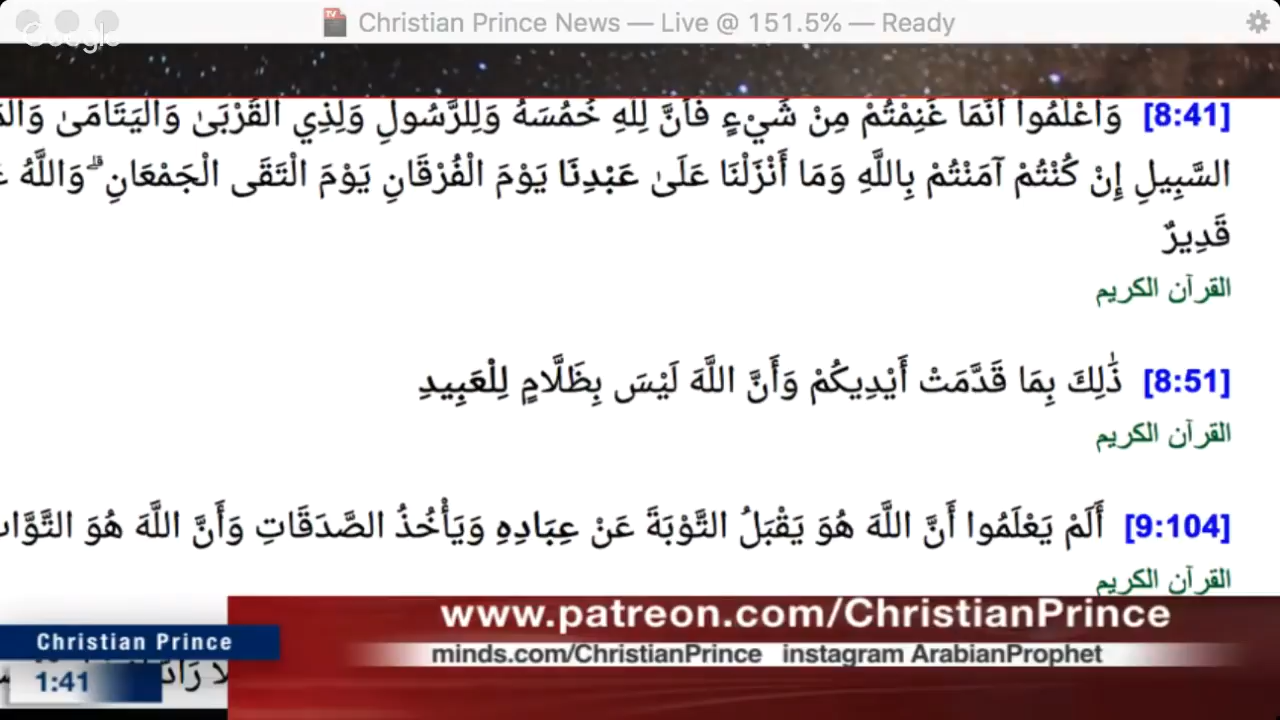 Christian Prince News — Live @ 151.5% — Ready
Google
[8:41] وَاعْلَمُوا أَنَّمَا غَنِمْتُمْ مِنْ شَيْءٍ فَأَنَّ لِلَّهِ خُمُسَهُ وَلِلرَّسُولِ وَلِذِي الْقُرْبَىٰ وَالْيَتَامَىٰ
السَّبِيلِ إِنْ كُنْتُمْ آمَنْتُمْ بِاللَّهِ وَمَا أَنْزَلْنَا عَلَىٰ عَبْدِنَا يَوْمَ الْفُرْقَانِ يَوْمَ الْتَقَى الْجَمْعَانِ ۗ وَاللَّهُ
قَدِيرٌ
القرآن الكريم
[8:51] ذَٰلِكَ بِمَا قَدَّمَتْ أَيْدِيكُمْ وَأَنَّ اللَّهَ لَيْسَ بِظَلَّامٍ لِلْعَبِيدِ
القرآن الكريم
[9:104] أَلَمْ يَعْلَمُوا أَنَّ اللَّهَ هُوَ يَقْبَلُ التَّوْبَةَ عَنْ عِبَادِهِ وَيَأْخُذُ الصَّدَقَاتِ وَأَنَّ اللَّهَ هُوَ
القرآن الكريم
www.patreon.com/ChristianPrince
Christian Prince
minds.com/ChristianPrince instagram ArabianProphet
1:41